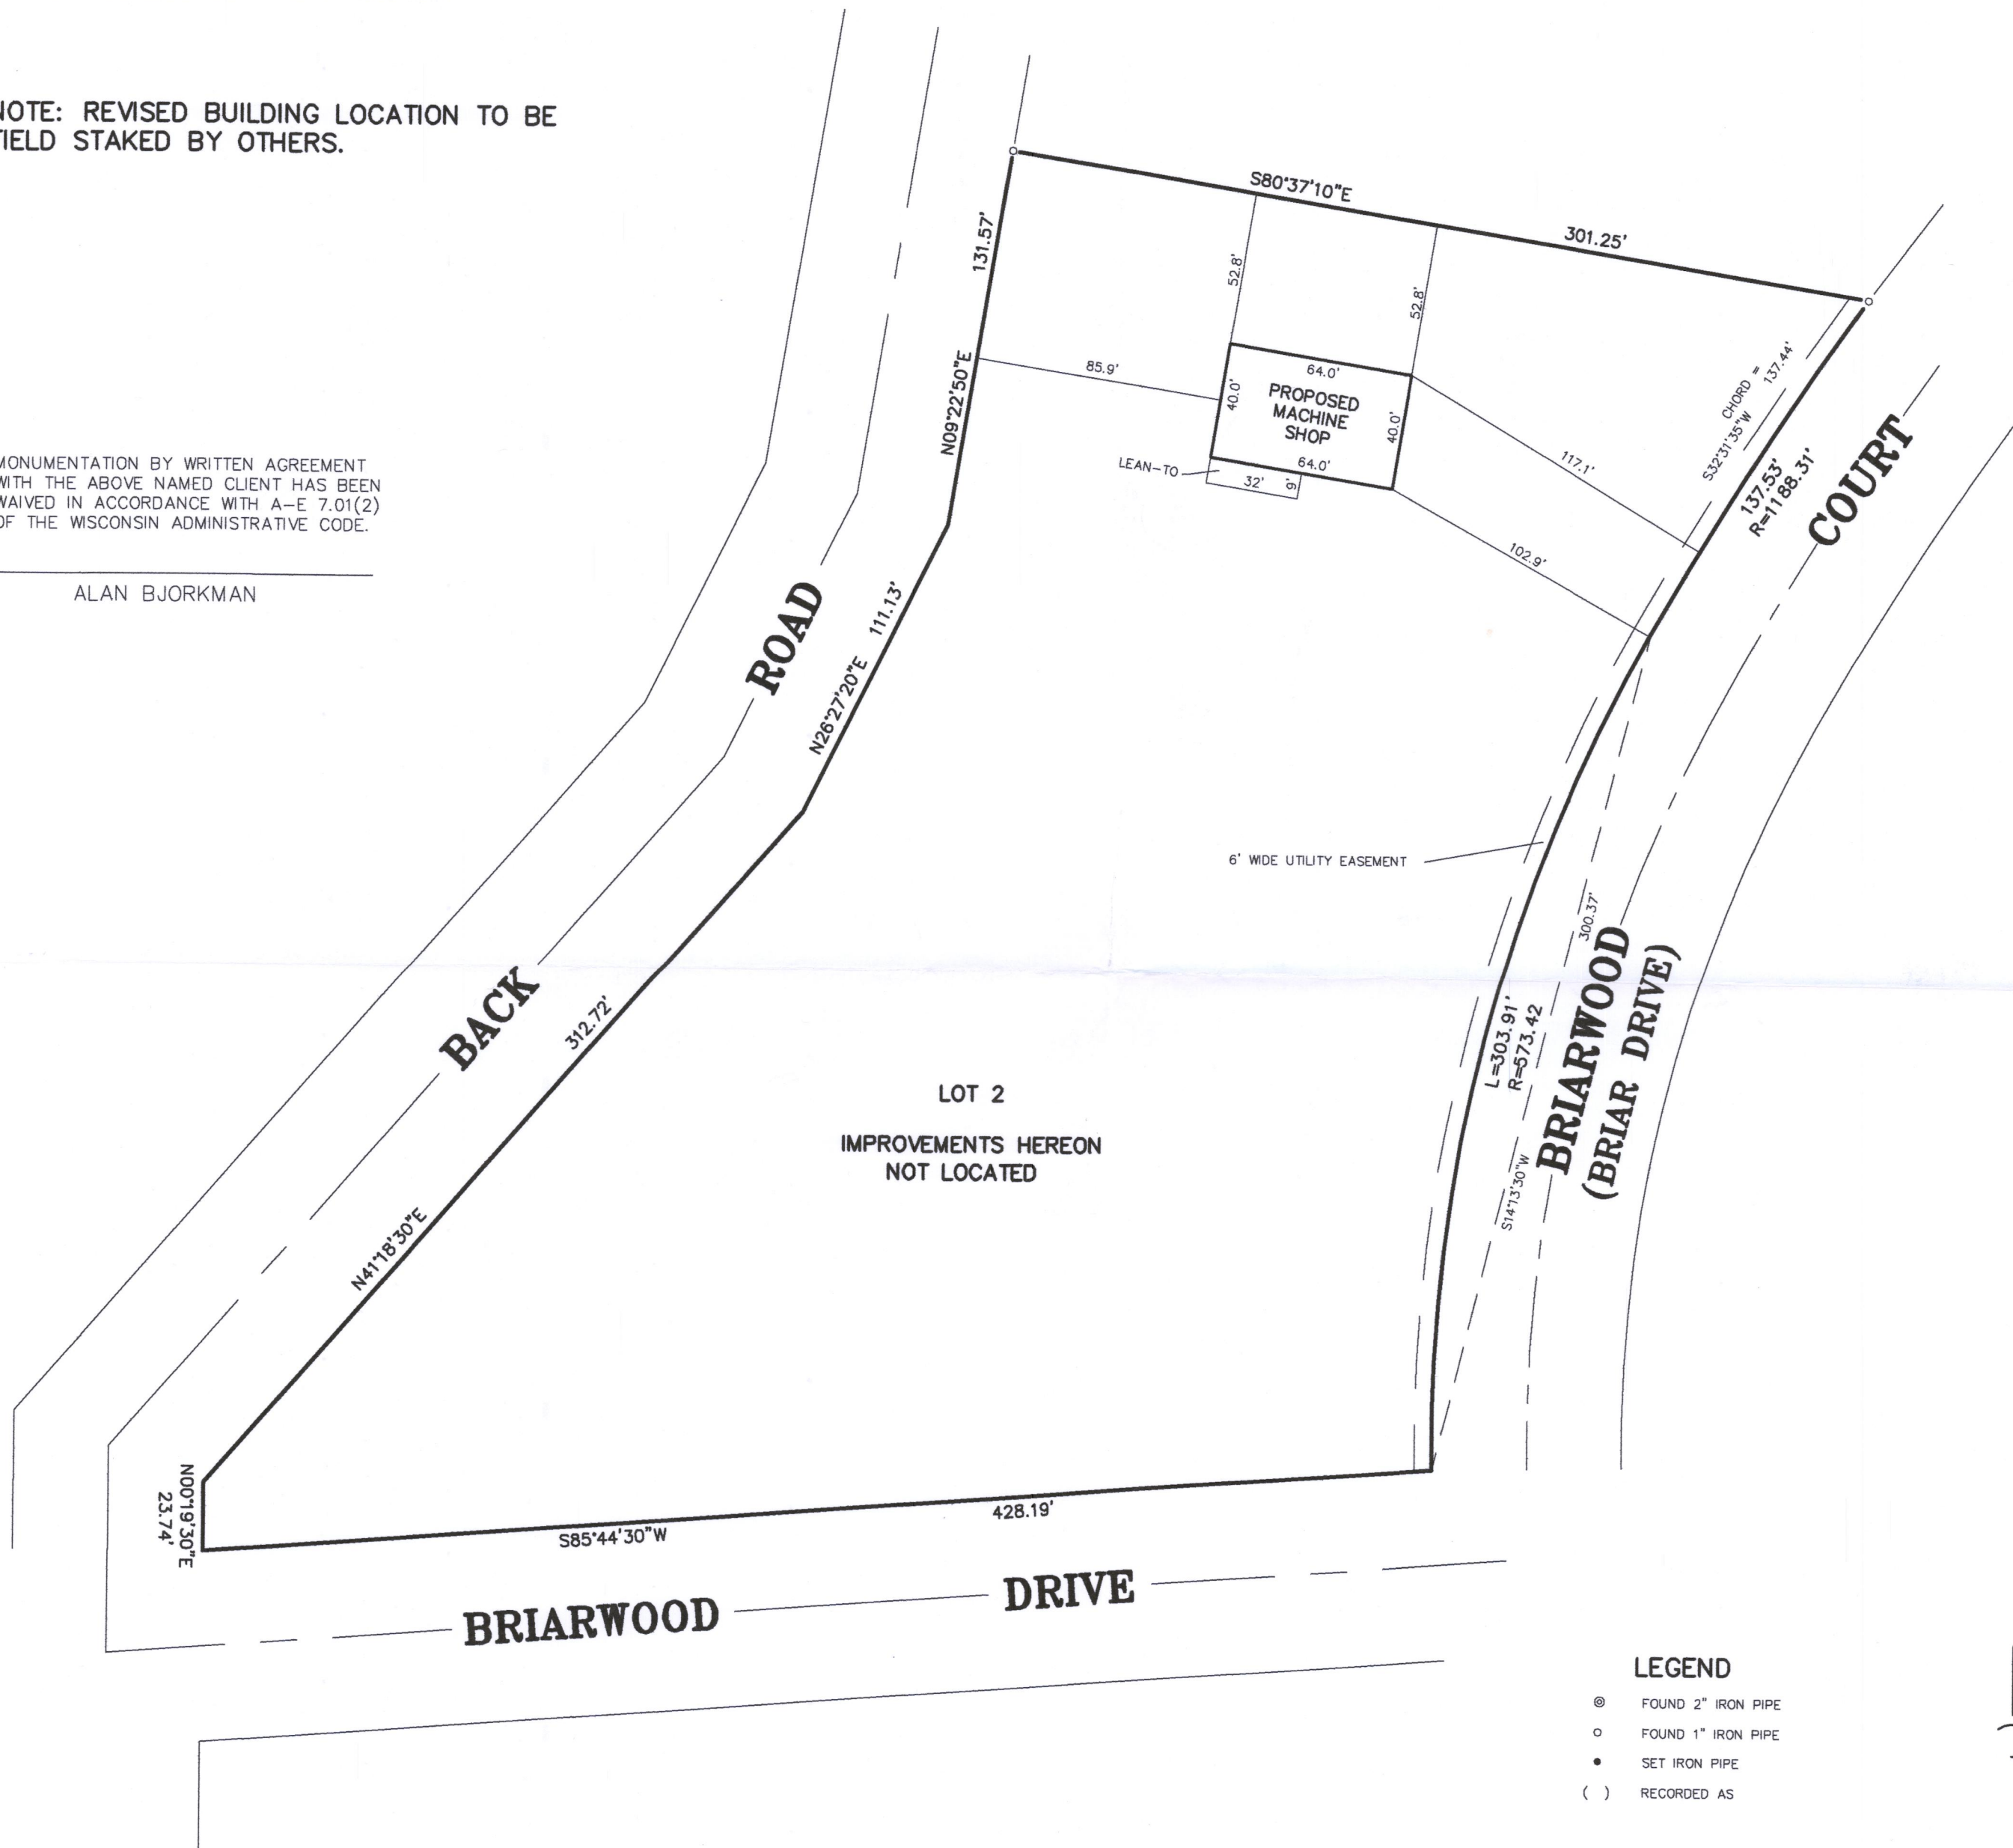 NOTE: REVISED BUILDING LOCATION TO BE
FIELD STAKED BY OTHERS.
MONUMENTATION BY WRITTEN AGREEMENT
WITH THE ABOVE NAMED CLIENT HAS BEEN
WAIVED IN ACCORDANCE WITH A-E 7.01(2)
OF THE WISCONSIN ADMINISTRATIVE CODE.
ALAN BJORKMAN
S80°37'10"E
301.25'
131.57'
N09°22'50"E
52.8'
52.8'
85.9'
64.0'
40.0'
PROPOSED
MACHINE
SHOP
40.0'
64.0'
LEAN-TO
32'
9'
117.1'
102.9'
CHORD =
137.44'
S32°31'35"W
137.53'
R=1188.31'
COURT
ROAD
111.13'
N26°27'20"E
6' WIDE UTILITY EASEMENT
300.37'
BRIARWOOD
(BRIAR DRIVE)
L=303.91'
R=573.42
S14°13'30"W
BACK
312.72'
N41°18'30"E
LOT 2
IMPROVEMENTS HEREON
NOT LOCATED
N00°19'30"E
23.74'
S85°44'30"W
428.19'
BRIARWOOD DRIVE
LEGEND
FOUND 2" IRON PIPE
FOUND 1" IRON PIPE
SET IRON PIPE
( ) RECORDED AS